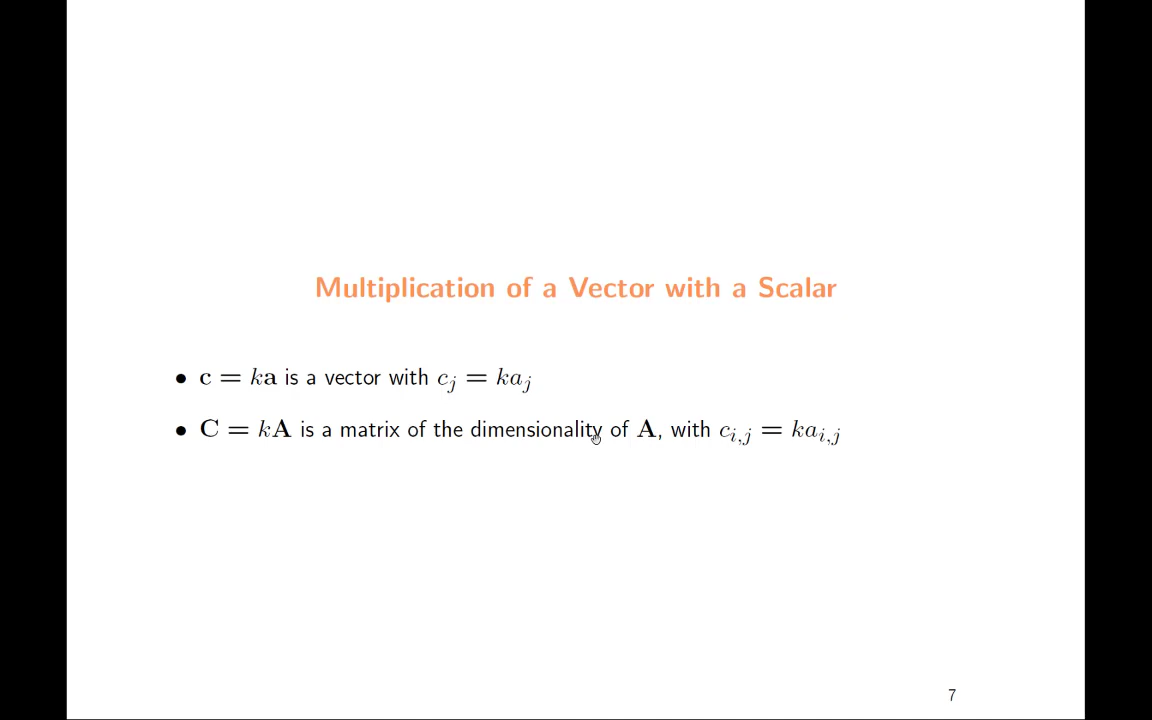 Multiplication of a Vector with a Scalar
• c = ka is a vector with c_j = ka_j
• C = kA is a matrix of the dimensionality of A, with c_{i,j} = ka_{i,j}
7